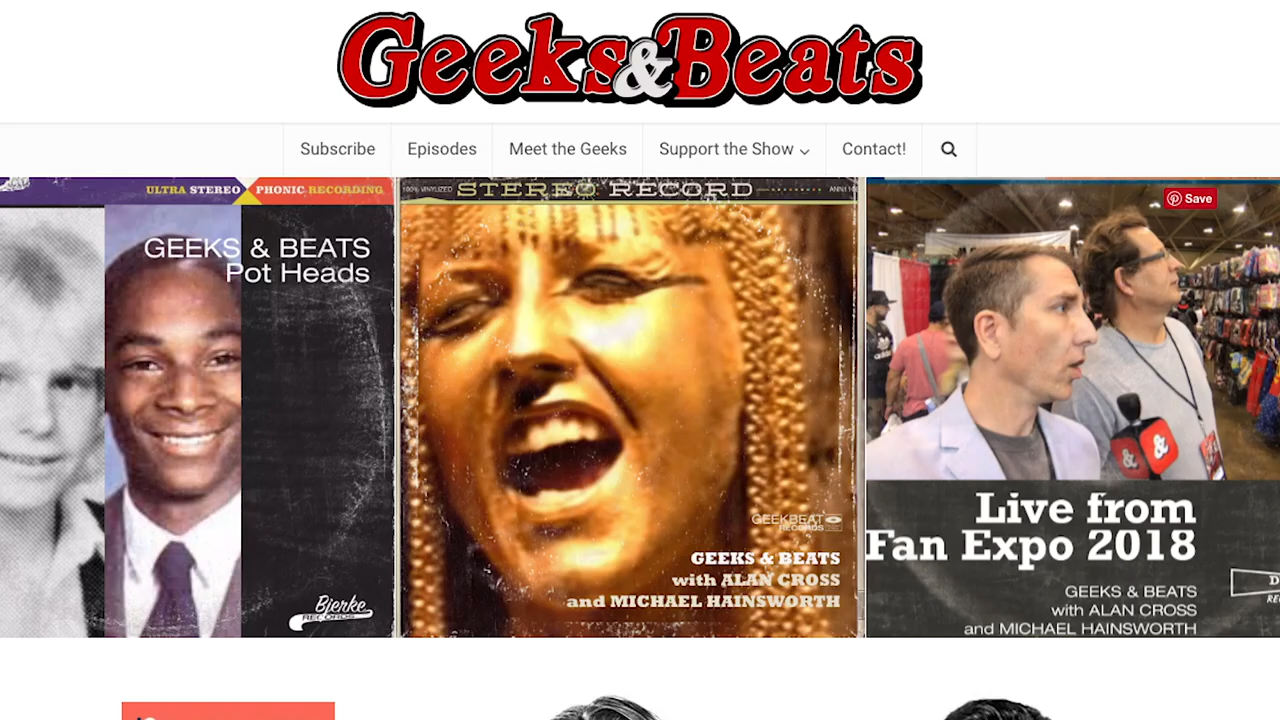 Geeks&Beats
Subscribe
Episodes
Meet the Geeks
Support the Show
Contact!
ULTRA STEREO PHONIC RECORDING
GEEKS & BEATS
Pot Heads
Bjerke
RECORDS
100% VINYLIZED
STEREO RECORD
GEEKBEAT
RECORDS
GEEKS & BEATS
with ALAN CROSS
and MICHAEL HAINSWORTH
Save
&
&
Live from
Fan Expo 2018
GEEKS & BEATS
with ALAN CROSS
and MICHAEL HAINSWORTH